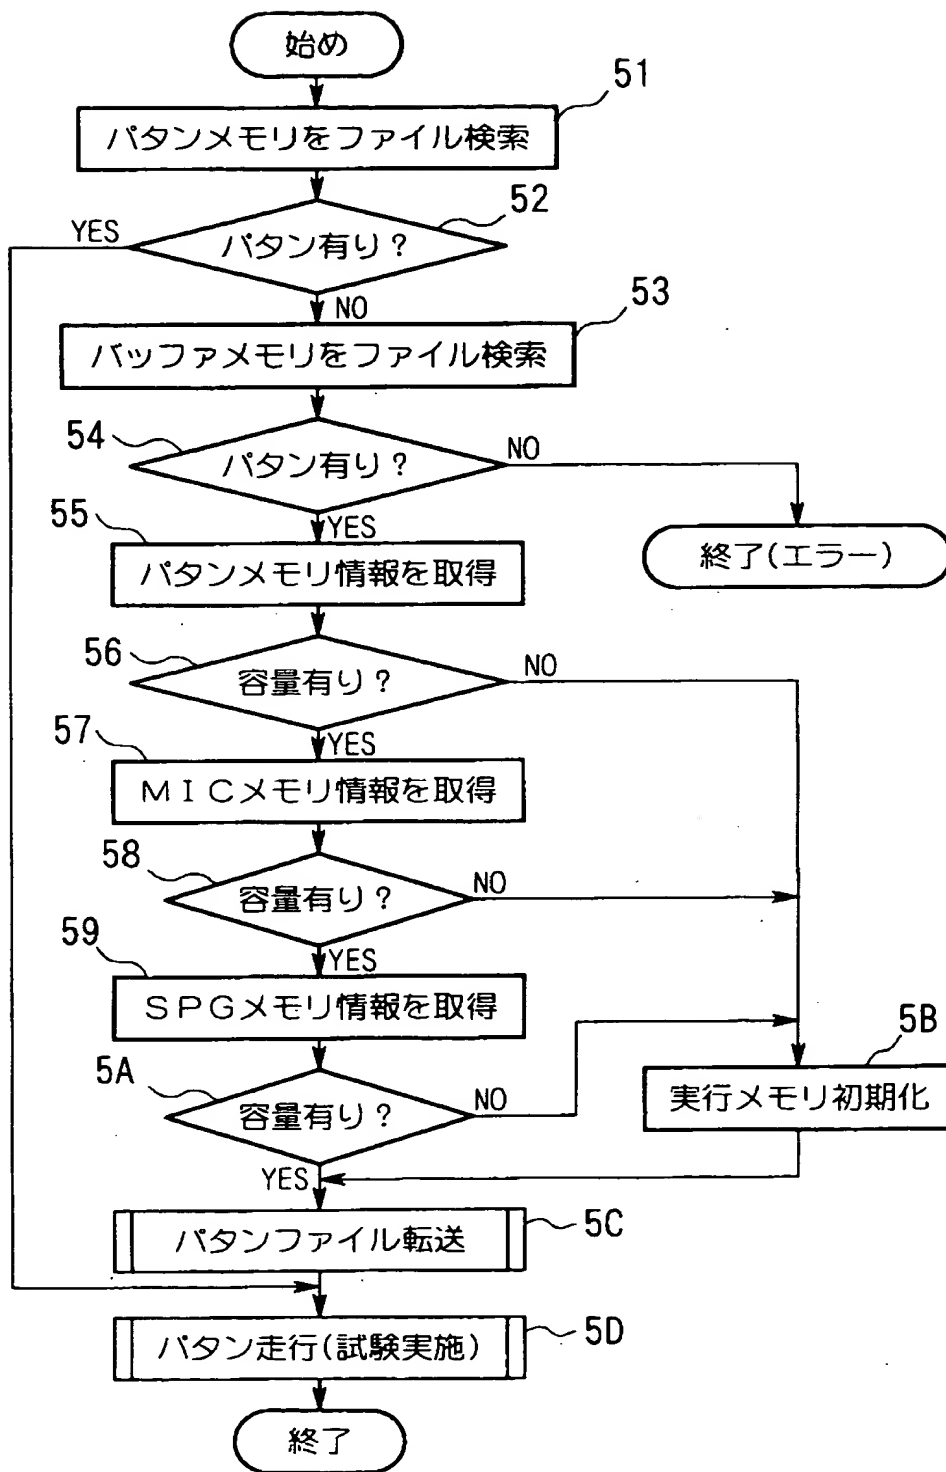 始め
51
パタンメモリをファイル検索
52
YES
パタン有り？
NO
53
バッファメモリをファイル検索
54
パタン有り？
NO
YES
55
パタンメモリ情報を取得
終了(エラー)
56
容量有り？
NO
YES
57
ＭＩＣメモリ情報を取得
58
容量有り？
NO
YES
59
ＳＰＧメモリ情報を取得
5A
容量有り？
NO
5B
実行メモリ初期化
YES
パタンファイル転送
5C
パタン走行(試験実施)
5D
終了